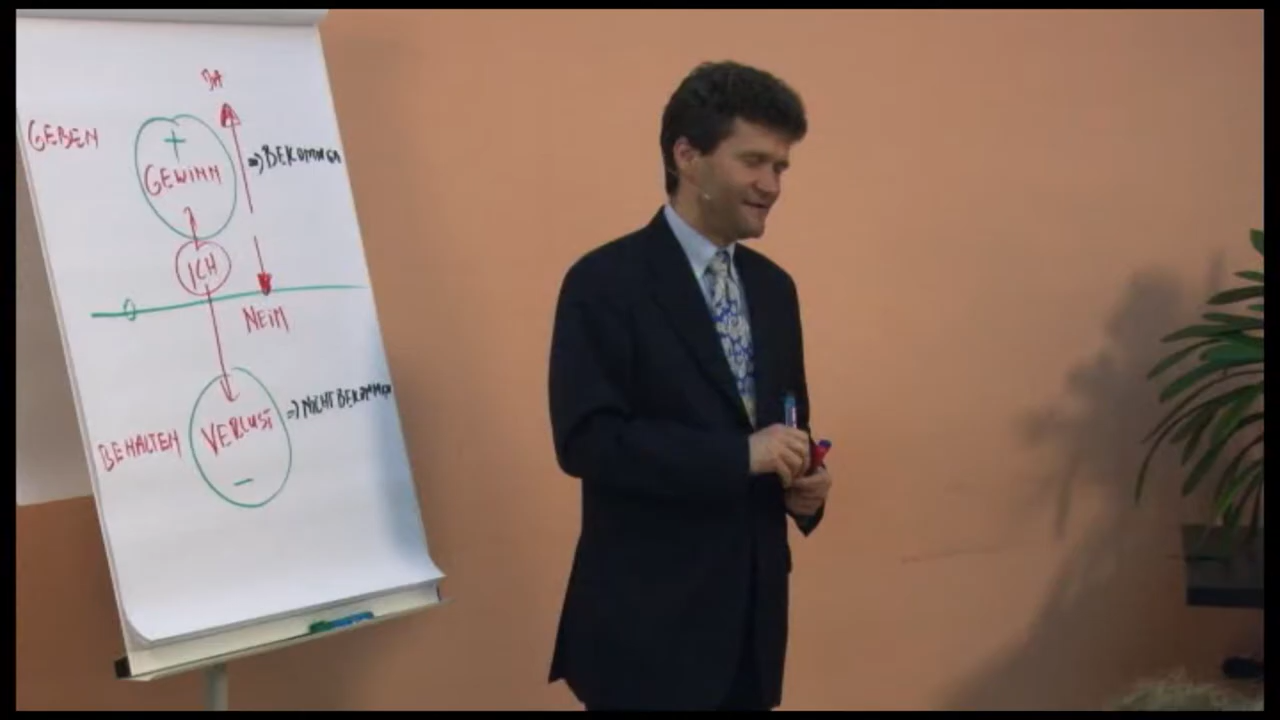 JA
GEBEN
+
GEWINN
⇒ BEKOMMEN
ICH
0
NEIN
VERLUST
⇒ NICHT BEKOMMEN
BEHALTEN
−